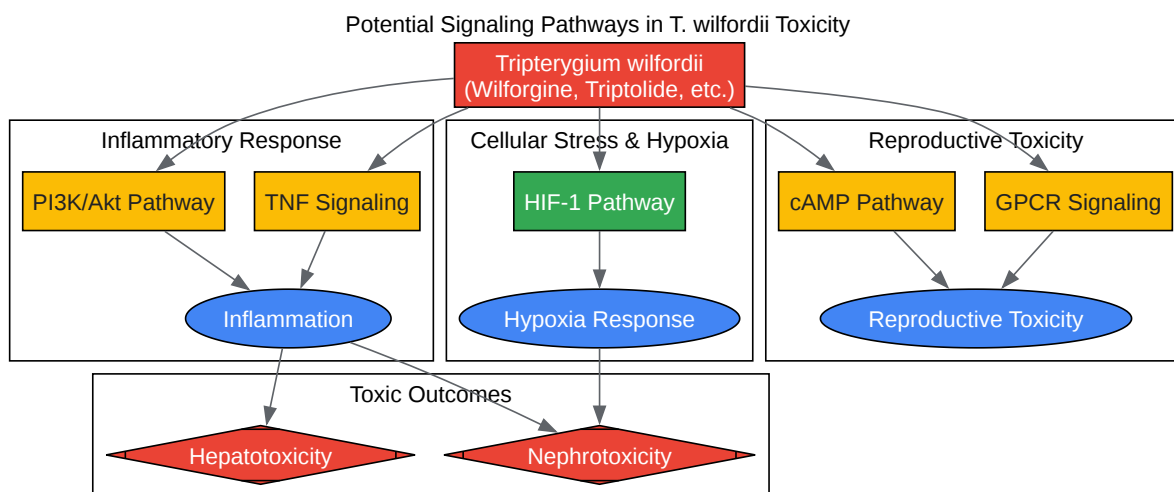 Potential Signaling Pathways in T. wilfordii Toxicity
Tripterygium wilfordii
(Wilforgine, Triptolide, etc.)
Inflammatory Response
Cellular Stress & Hypoxia
Reproductive Toxicity
PI3K/Akt Pathway
TNF Signaling
HIF-1 Pathway
cAMP Pathway
GPCR Signaling
Inflammation
Hypoxia Response
Reproductive Toxicity
Toxic Outcomes
Hepatotoxicity
Nephrotoxicity